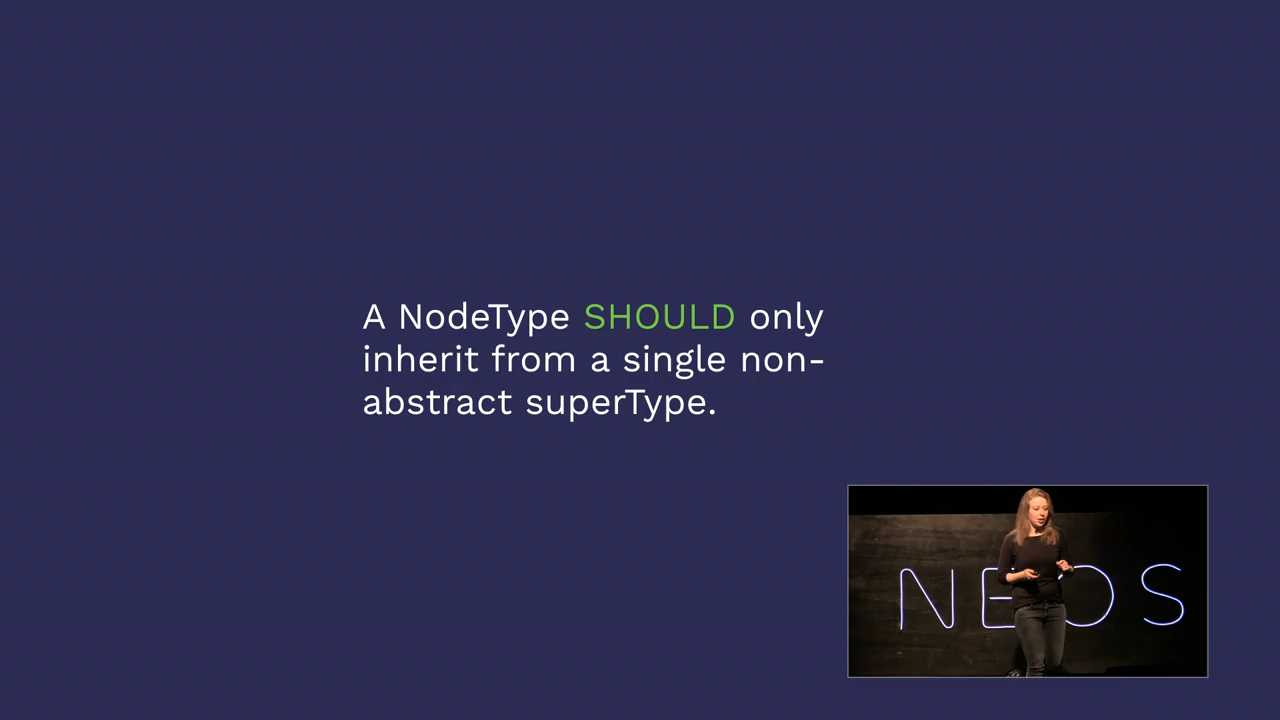 A NodeType SHOULD only
inherit from a single non-
abstract superType.
NEOS